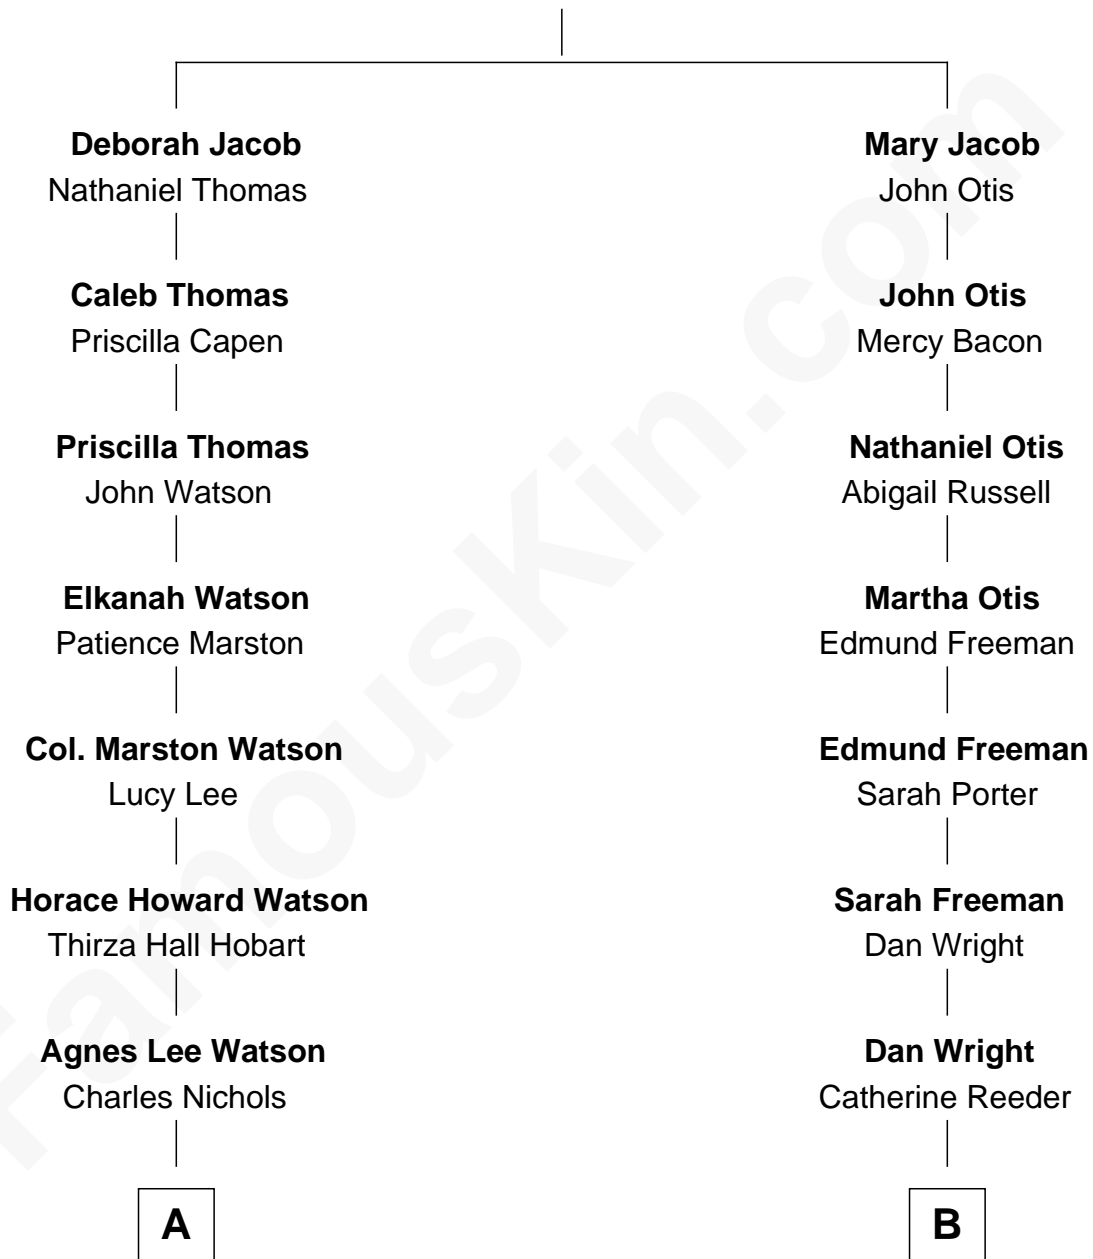 Deborah Jacob
Nathaniel Thomas
Caleb Thomas
Priscilla Capen
Priscilla Thomas
John Watson
Elkanah Watson
Patience Marston
Col. Marston Watson
Lucy Lee
Horace Howard Watson
Thirza Hall Hobart
Agnes Lee Watson
Charles Nichols
A
Mary Jacob
John Otis
John Otis
Mercy Bacon
Nathaniel Otis
Abigail Russell
Martha Otis
Edmund Freeman
Edmund Freeman
Sarah Porter
Sarah Freeman
Dan Wright
Dan Wright
Catherine Reeder
B
FamousKin.com